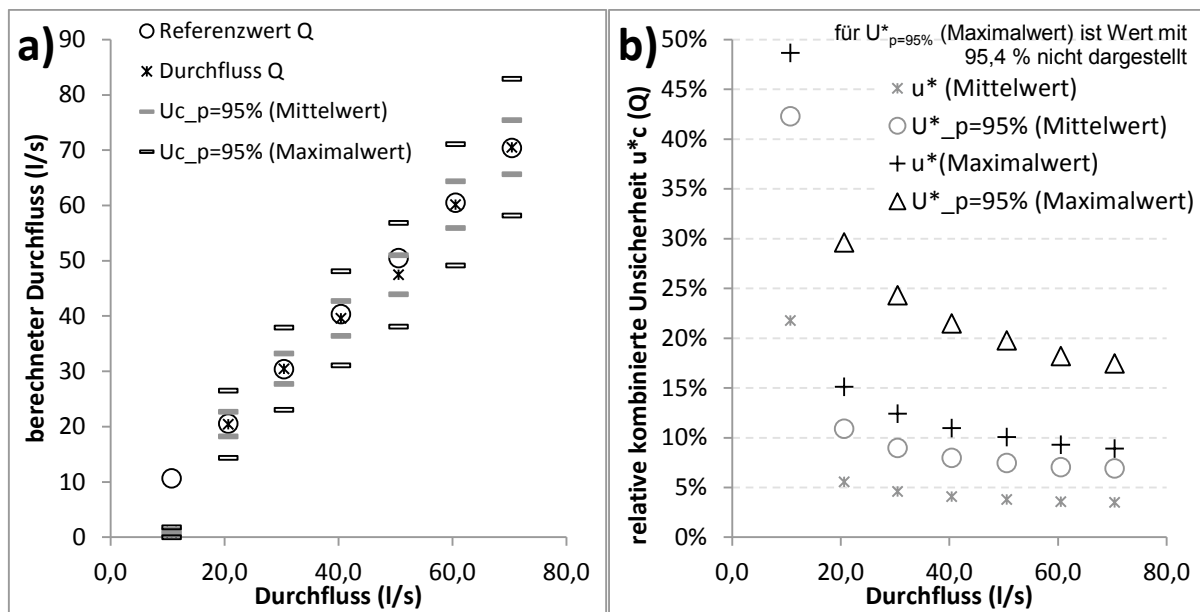 a)
berechneter Durchfluss (l/s)
90
80
70
60
50
40
30
20
10
0
0,0
20,0
40,0
60,0
80,0
Durchfluss (l/s)
Referenzwert Q
Durchfluss Q
Uc_p=95% (Mittelwert)
Uc_p=95% (Maximalwert)
b)
relative kombinierte Unsicherheit u*c (Q)
50%
45%
40%
35%
30%
25%
20%
15%
10%
5%
0%
0,0
20,0
40,0
60,0
80,0
Durchfluss (l/s)
für U*p=95% (Maximalwert) ist Wert mit
95,4 % nicht dargestellt
u* (Mittelwert)
U*_p=95% (Mittelwert)
u*(Maximalwert)
U*_p=95% (Maximalwert)